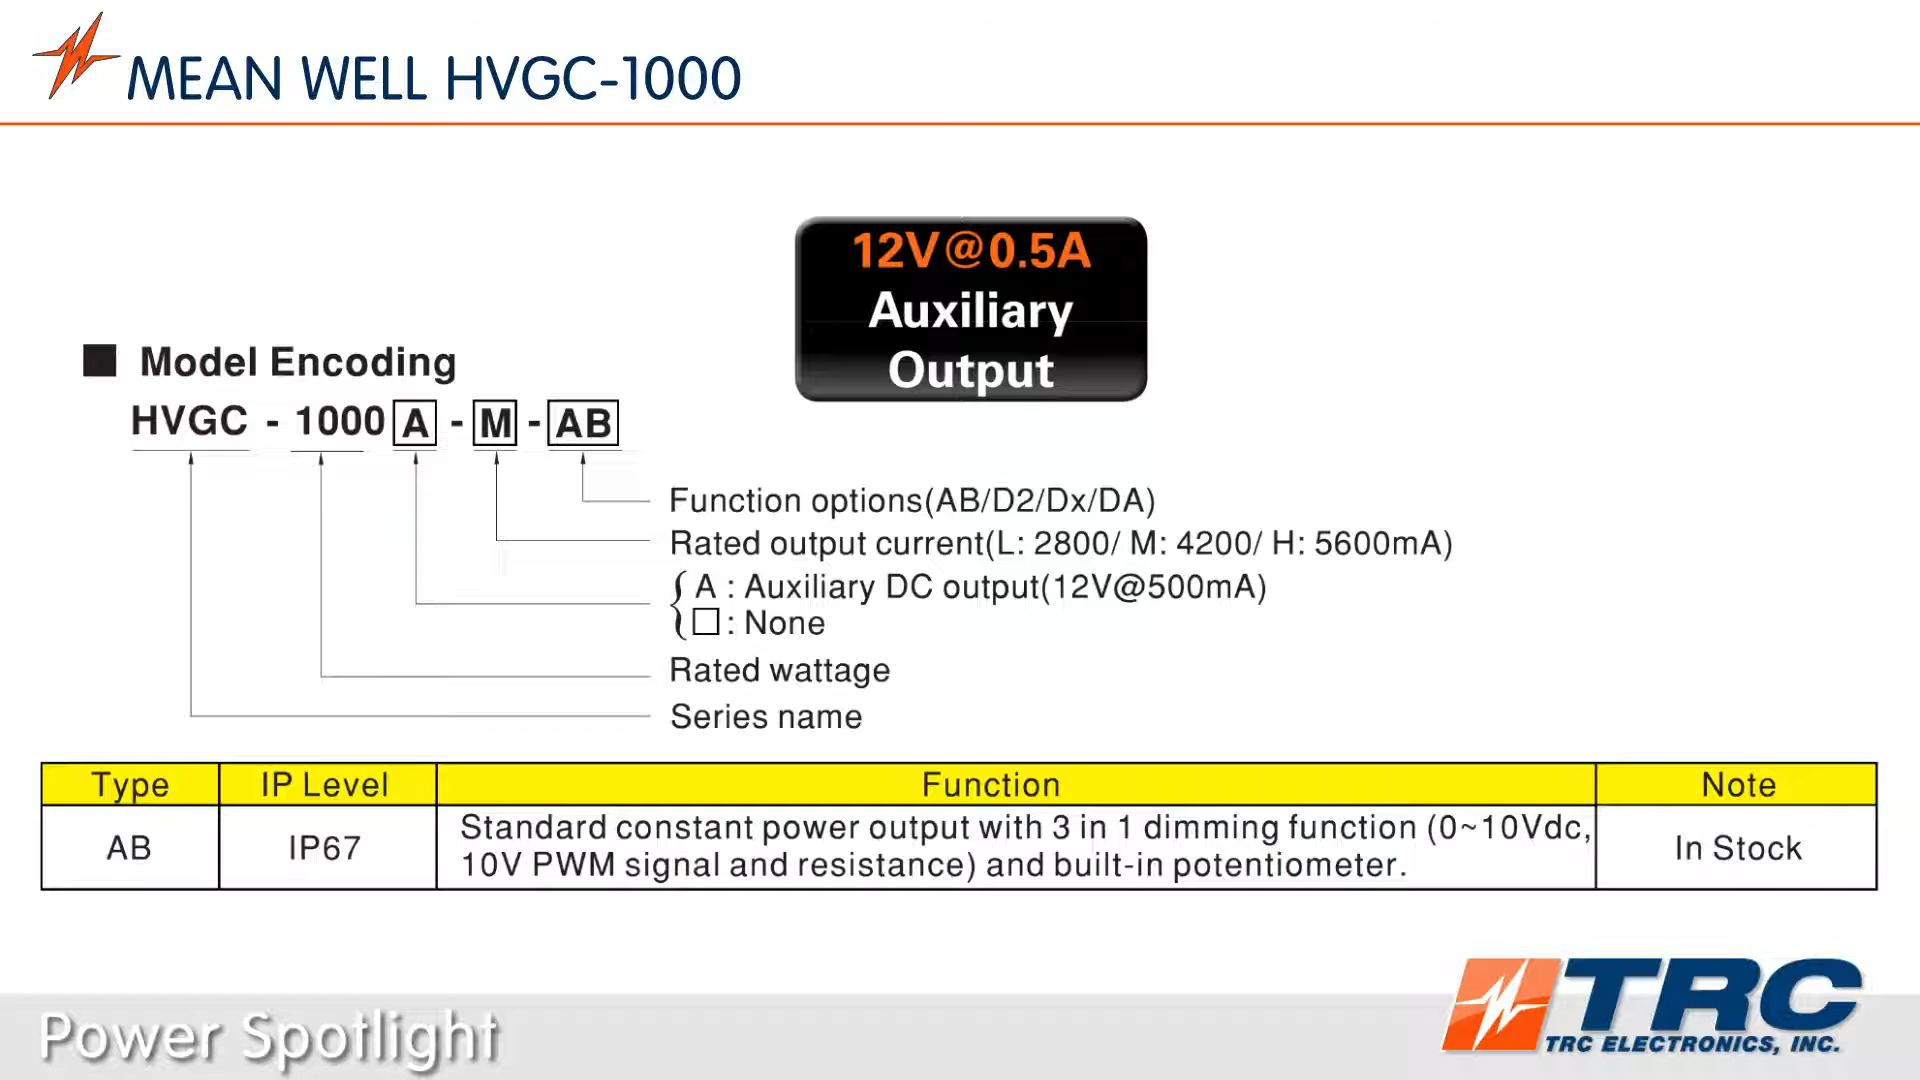 MEAN WELL HVGC-1000
12V@0.5A
Auxiliary
Output
■ Model Encoding
HVGC - 1000 A - M - AB
Function options(AB/D2/Dx/DA)
Rated output current(L: 2800/ M: 4200/ H: 5600mA)
A : Auxiliary DC output(12V@500mA)
□ : None
Rated wattage
Series name
Type IP Level Function Note
AB IP67 Standard constant power output with 3 in 1 dimming function (0~10Vdc, In Stock
10V PWM signal and resistance) and built-in potentiometer.
Power Spotlight
TRC
TRC ELECTRONICS, INC.